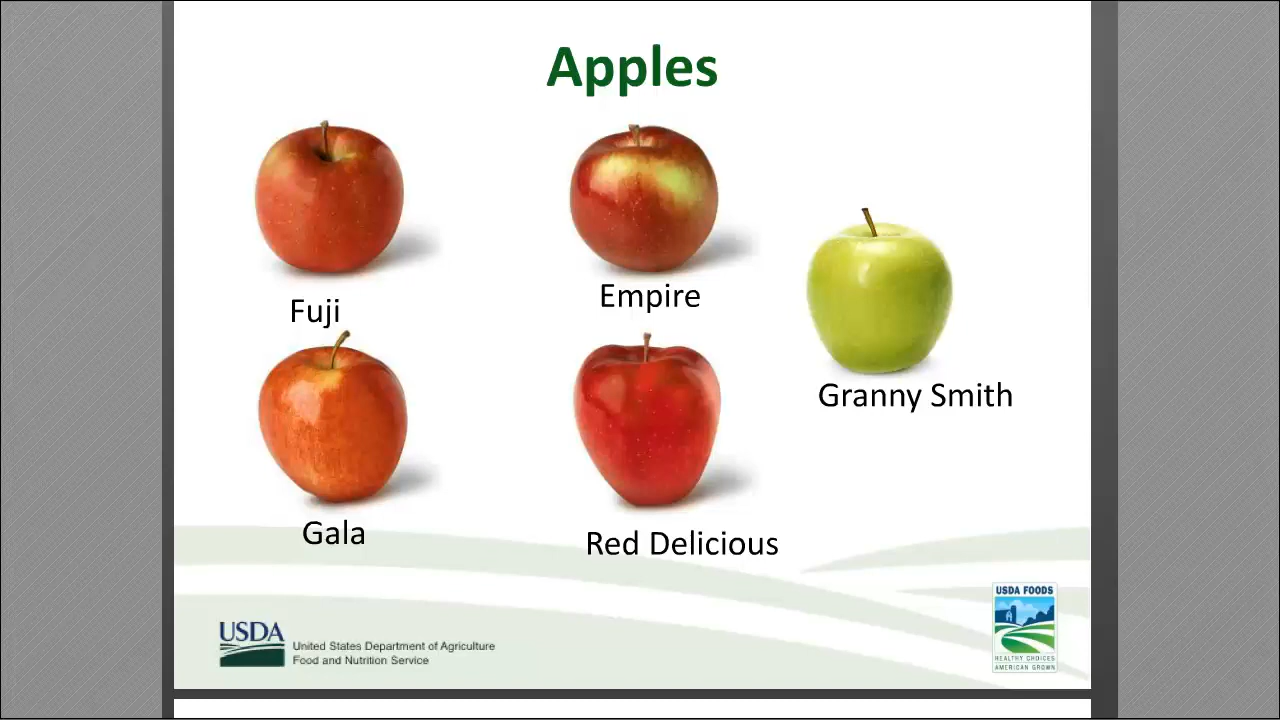 Apples
Fuji
Empire
Granny Smith
Gala
Red Delicious
USDA
United States Department of Agriculture
Food and Nutrition Service
USDA FOODS
HEALTHY CHOICES
AMERICAN GROWN